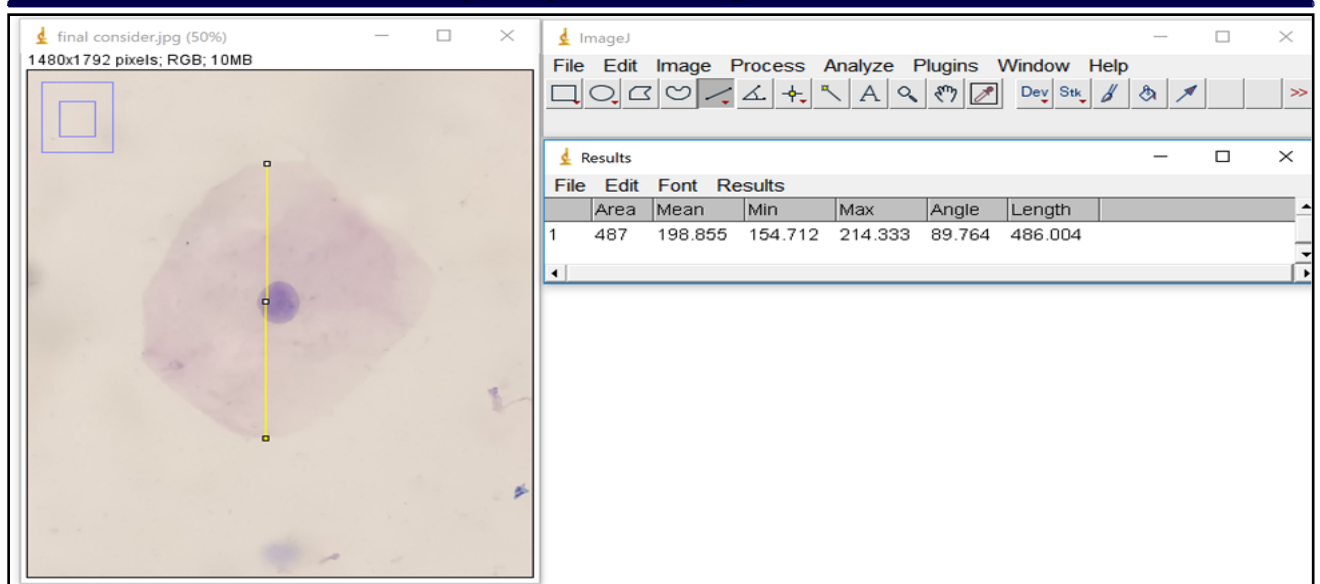 final consider.jpg (50%)
1480x1792 pixels; RGB; 10MB
ImageJ
File Edit Image Process Analyze Plugins Window Help
A Dev Stk >>
Results
File Edit Font Results
Area Mean Min Max Angle Length
1 487 198.855 154.712 214.333 89.764 486.004